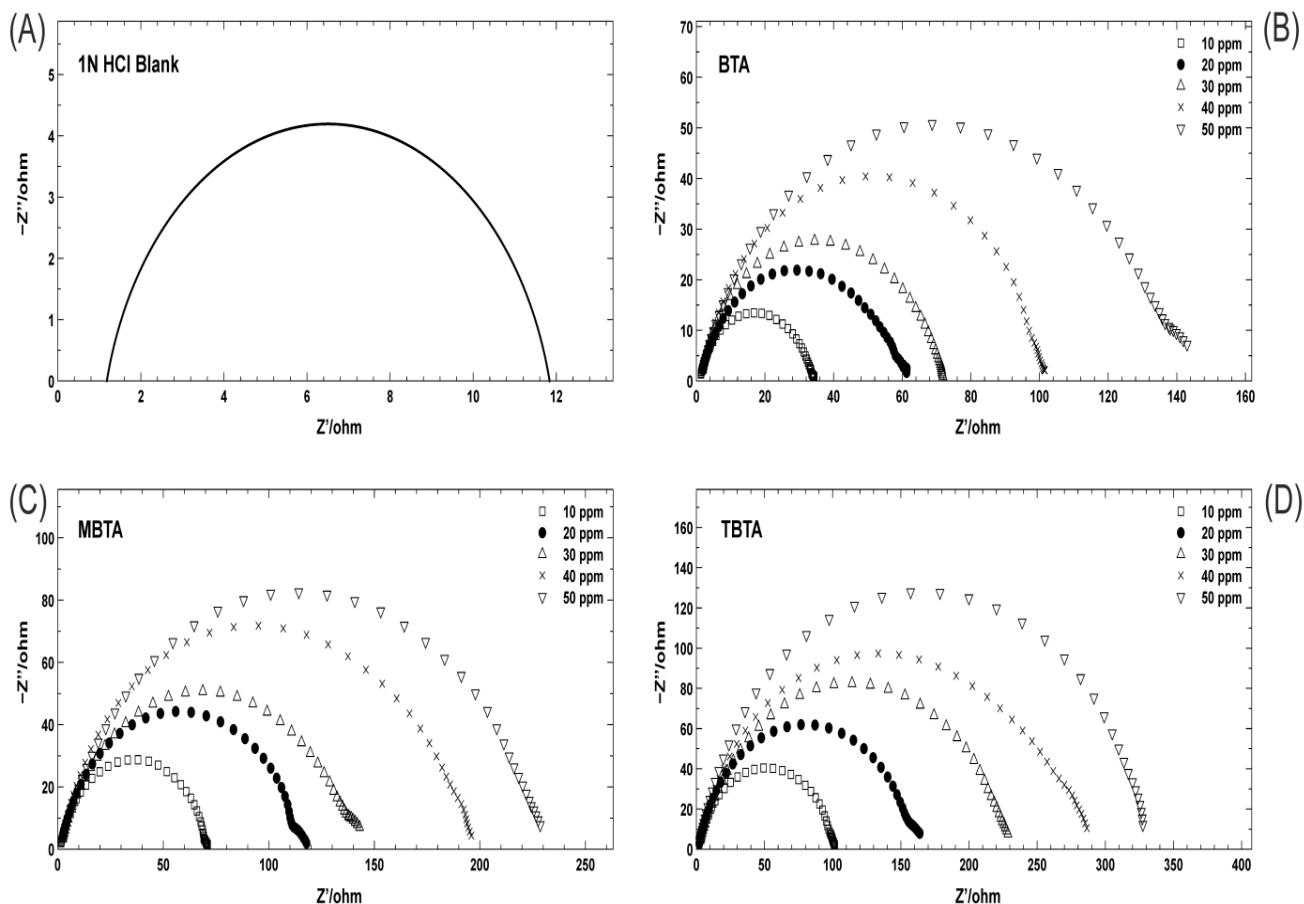 (A)
1N HCl Blank
5
4
3
2
1
0
0 2 4 6 8 10 12
Z'/ohm
−Z''/ohm
(B)
BTA
10 ppm
20 ppm
30 ppm
40 ppm
50 ppm
70
60
50
40
30
20
10
0
0 20 40 60 80 100 120 140 160
Z'/ohm
−Z''/ohm
(C)
MBTA
10 ppm
20 ppm
30 ppm
40 ppm
50 ppm
100
80
60
40
20
0
0 50 100 150 200 250
Z'/ohm
−Z''/ohm
(D)
TBTA
10 ppm
20 ppm
30 ppm
40 ppm
50 ppm
160
140
120
100
80
60
40
20
0
0 50 100 150 200 250 300 350 400
Z'/ohm
−Z''/ohm